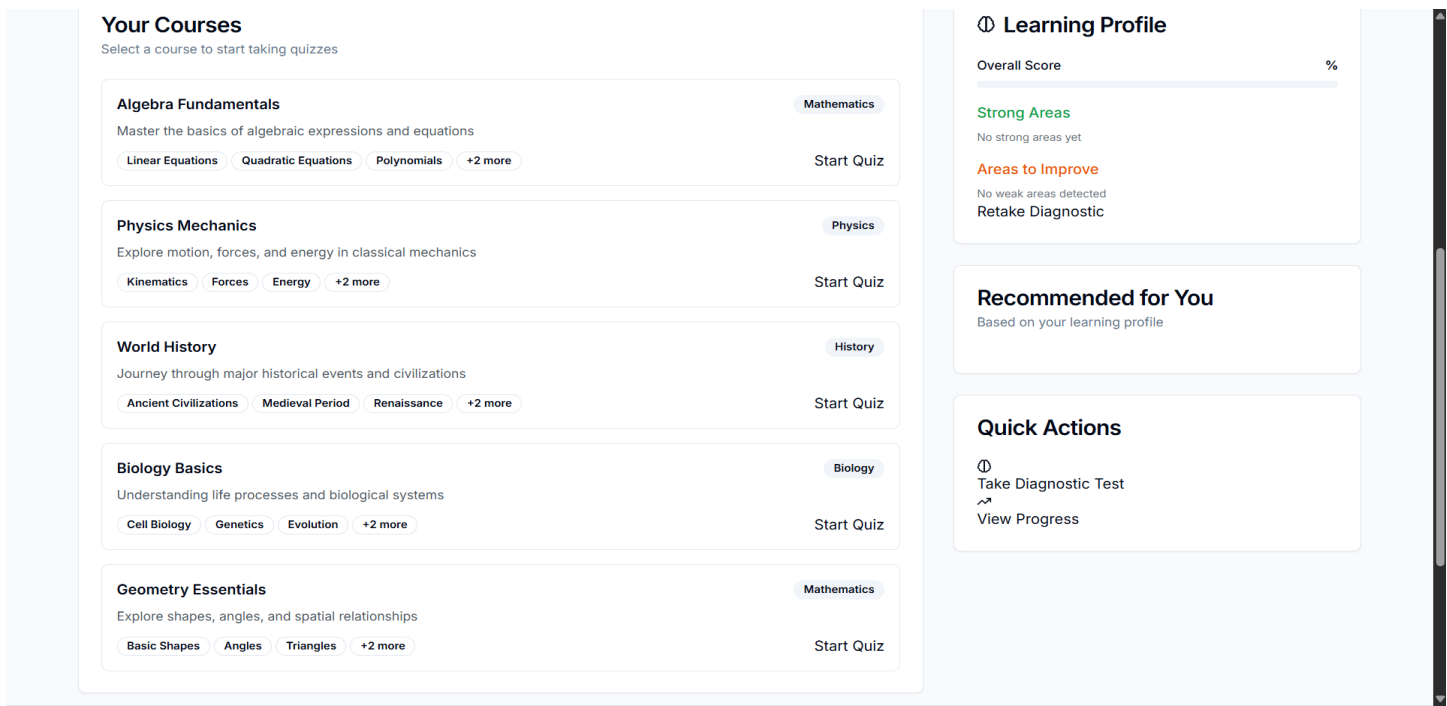 Your Courses
Select a course to start taking quizzes
Algebra Fundamentals
Mathematics
Master the basics of algebraic expressions and equations
Linear Equations Quadratic Equations Polynomials +2 more
Start Quiz
Physics Mechanics
Physics
Explore motion, forces, and energy in classical mechanics
Kinematics Forces Energy +2 more
Start Quiz
World History
History
Journey through major historical events and civilizations
Ancient Civilizations Medieval Period Renaissance +2 more
Start Quiz
Biology Basics
Biology
Understanding life processes and biological systems
Cell Biology Genetics Evolution +2 more
Start Quiz
Geometry Essentials
Mathematics
Explore shapes, angles, and spatial relationships
Basic Shapes Angles Triangles +2 more
Start Quiz
Learning Profile
Overall Score %
Strong Areas
No strong areas yet
Areas to Improve
No weak areas detected
Retake Diagnostic
Recommended for You
Based on your learning profile
Quick Actions
Take Diagnostic Test
View Progress